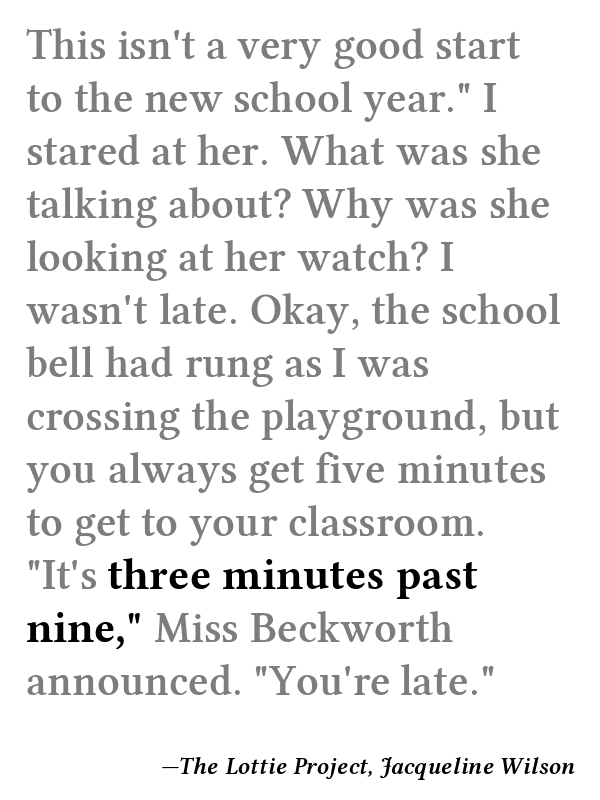 This isn't a very good start
to the new school year." I
stared at her. What was she
talking about? Why was she
looking at her watch? I
wasn't late. Okay, the school
bell had rung as I was
crossing the playground, but
you always get five minutes
to get to your classroom.
"It's three minutes past
nine," Miss Beckworth
announced. "You're late."
—The Lottie Project, Jacqueline Wilson